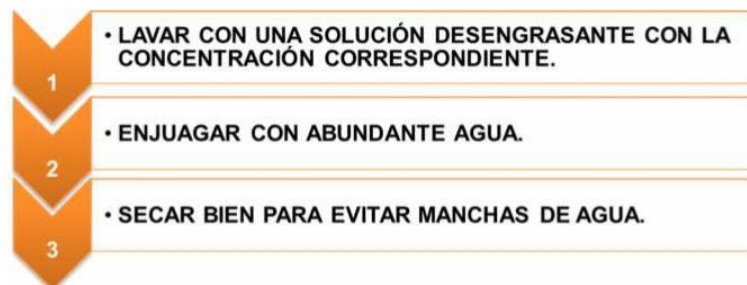 1
• LAVAR CON UNA SOLUCIÓN DESENGRASANTE CON LA
CONCENTRACIÓN CORRESPONDIENTE.
2
• ENJUAGAR CON ABUNDANTE AGUA.
3
• SECAR BIEN PARA EVITAR MANCHAS DE AGUA.